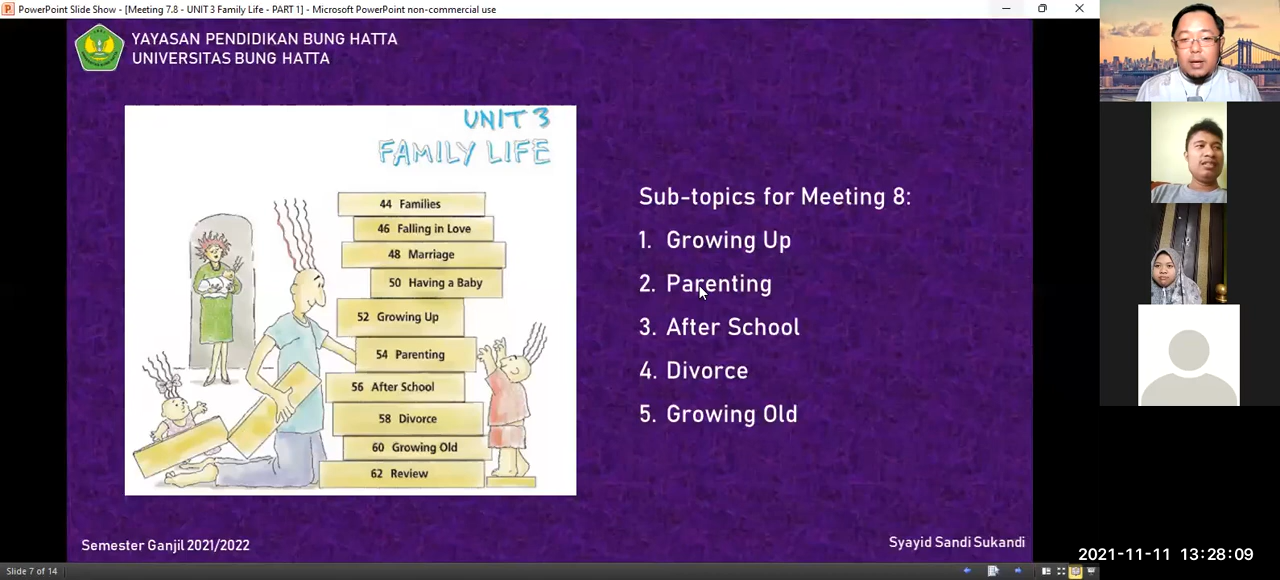 PowerPoint Slide Show - [Meeting 7.8 - UNIT 3 Family Life - PART 1] - Microsoft PowerPoint non-commercial use
YAYASAN PENDIDIKAN BUNG HATTA
UNIVERSITAS BUNG HATTA
UNIT 3
FAMILY LIFE
44 Families
46 Falling in Love
48 Marriage
50 Having a Baby
52 Growing Up
54 Parenting
56 After School
58 Divorce
60 Growing Old
62 Review
Sub-topics for Meeting 8:
1. Growing Up
2. Parenting
3. After School
4. Divorce
5. Growing Old
Semester Ganjil 2021/2022
Syayid Sandi Sukandi
2021-11-11 13:28:09
Slide 7 of 14